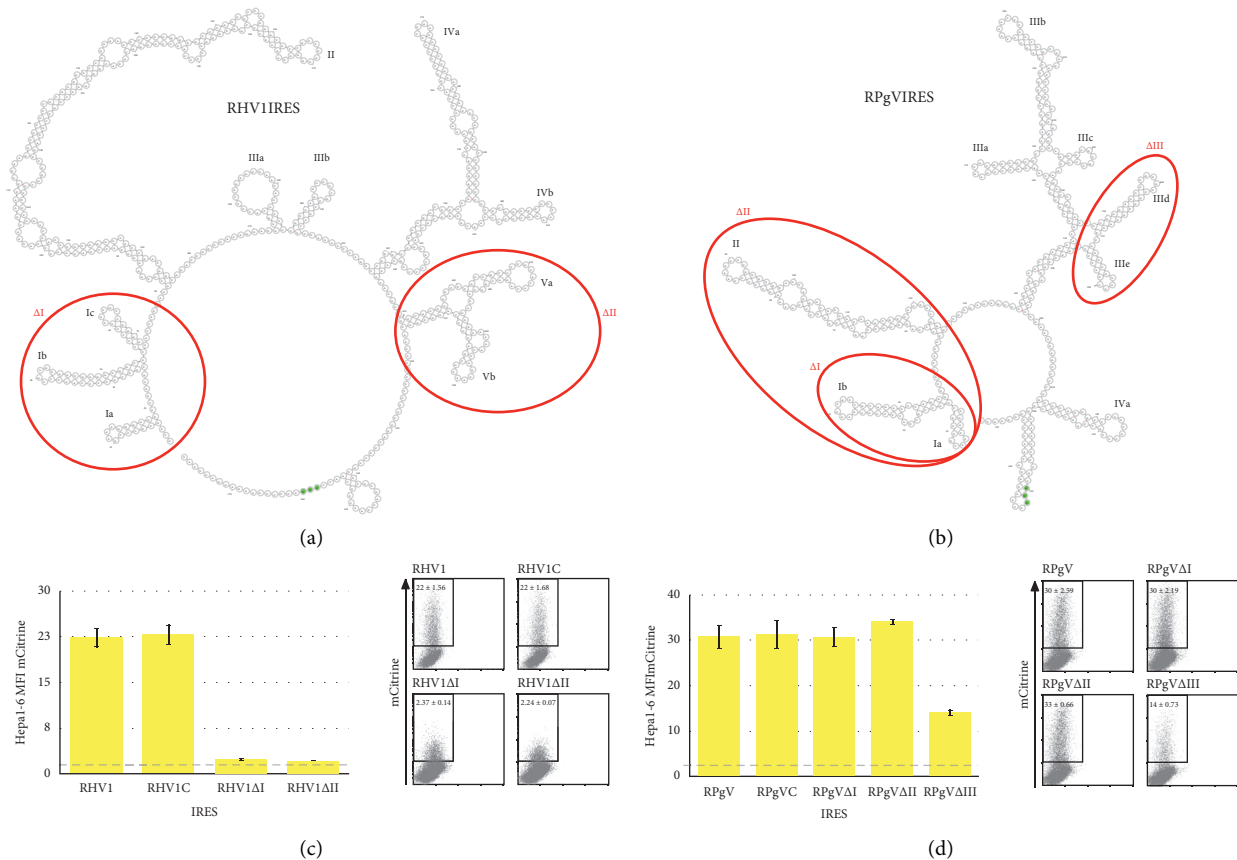 II
IVa
RHV1IRES
IIIa
IIIb
IVb
ΔI
Ic
Va
ΔII
Ib
Vb
Ia
(a)
IIIb
RPgVIRES
IIIa
IIIc
ΔIII
IIId
ΔII
II
IIIe
ΔI
Ib
IVa
Ia
(b)
Hepa1-6 MFI mCitrine
30
23
15
8
0
RHV1 RHV1C RHV1ΔI RHV1ΔII
IRES
mCitrine
RHV1 RHV1C
22 ± 1.56 22 ± 1.68
RHV1ΔI RHV1ΔII
2.37 ± 0.14 2.24 ± 0.07
(c)
Hepa1-6 MFImCitrine
40
30
20
10
0
RPgV RPgVC RPgVΔI RPgVΔII RPgVΔIII
IRES
mCitrine
RPgV RPgVΔI
30 ± 2.59 30 ± 2.19
RPgVΔII RPgVΔIII
33 ± 0.66 14 ± 0.73
(d)